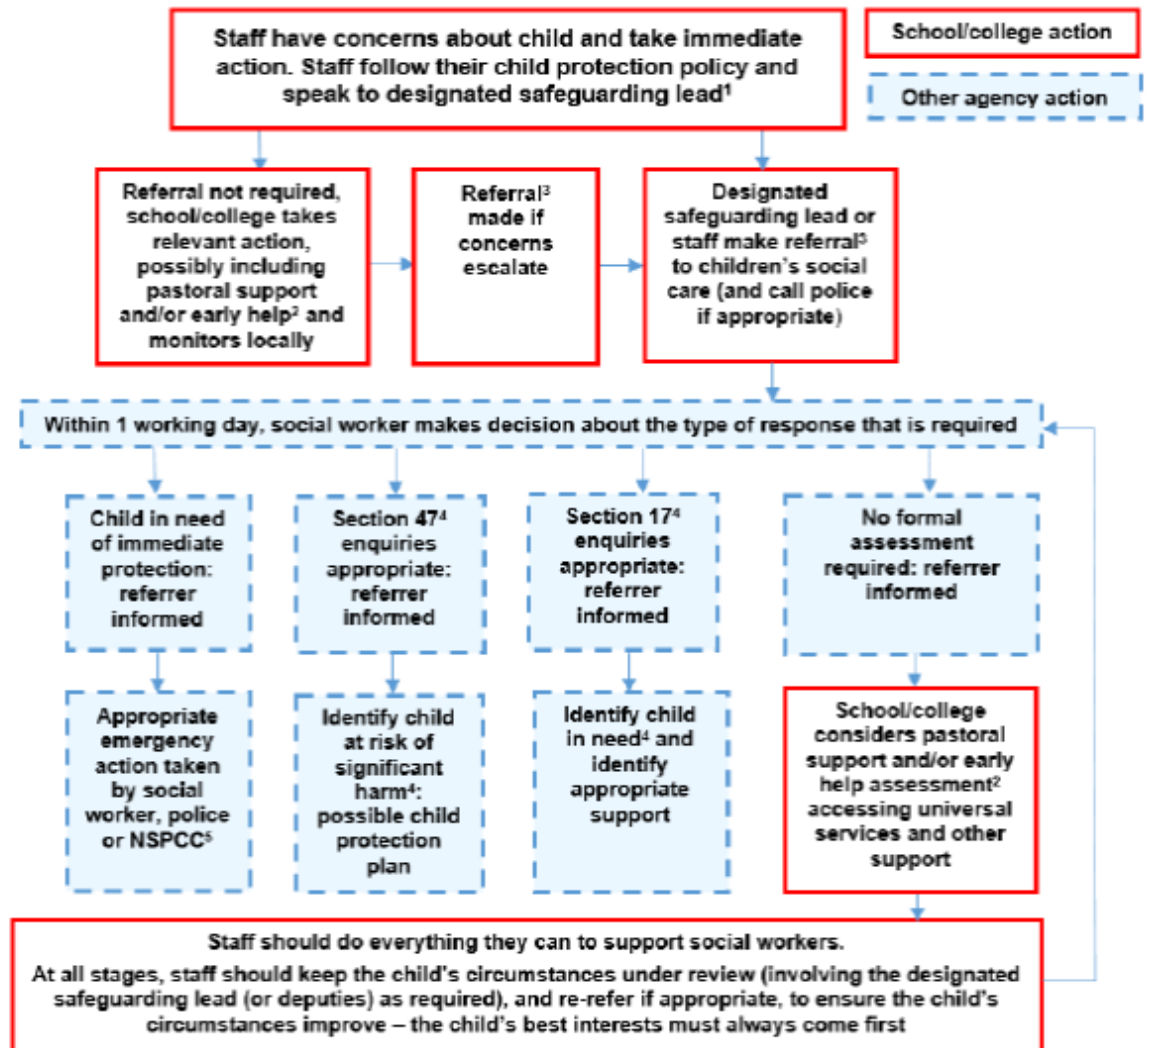 Staff have concerns about child and take immediate
action. Staff follow their child protection policy and
speak to designated safeguarding lead¹
School/college action
Other agency action
Referral not required,
school/college takes
relevant action,
possibly including
pastoral support
and/or early help² and
monitors locally
Referral³
made if
concerns
escalate
Designated
safeguarding lead or
staff make referral³
to children's social
care (and call police
if appropriate)
Within 1 working day, social worker makes decision about the type of response that is required
Child in need
of immediate
protection:
referrer
informed
Section 47⁴
enquiries
appropriate:
referrer
informed
Section 17⁴
enquiries
appropriate:
referrer
informed
No formal
assessment
required: referrer
informed
Appropriate
emergency
action taken
by social
worker, police
or NSPCC⁵
Identify child
at risk of
significant
harm⁴:
possible child
protection
plan
Identify child
in need⁴ and
identify
appropriate
support
School/college
considers pastoral
support and/or early
help assessment²
accessing universal
services and other
support
Staff should do everything they can to support social workers.
At all stages, staff should keep the child's circumstances under review (involving the designated
safeguarding lead (or deputies) as required), and re-refer if appropriate, to ensure the child's
circumstances improve – the child's best interests must always come first